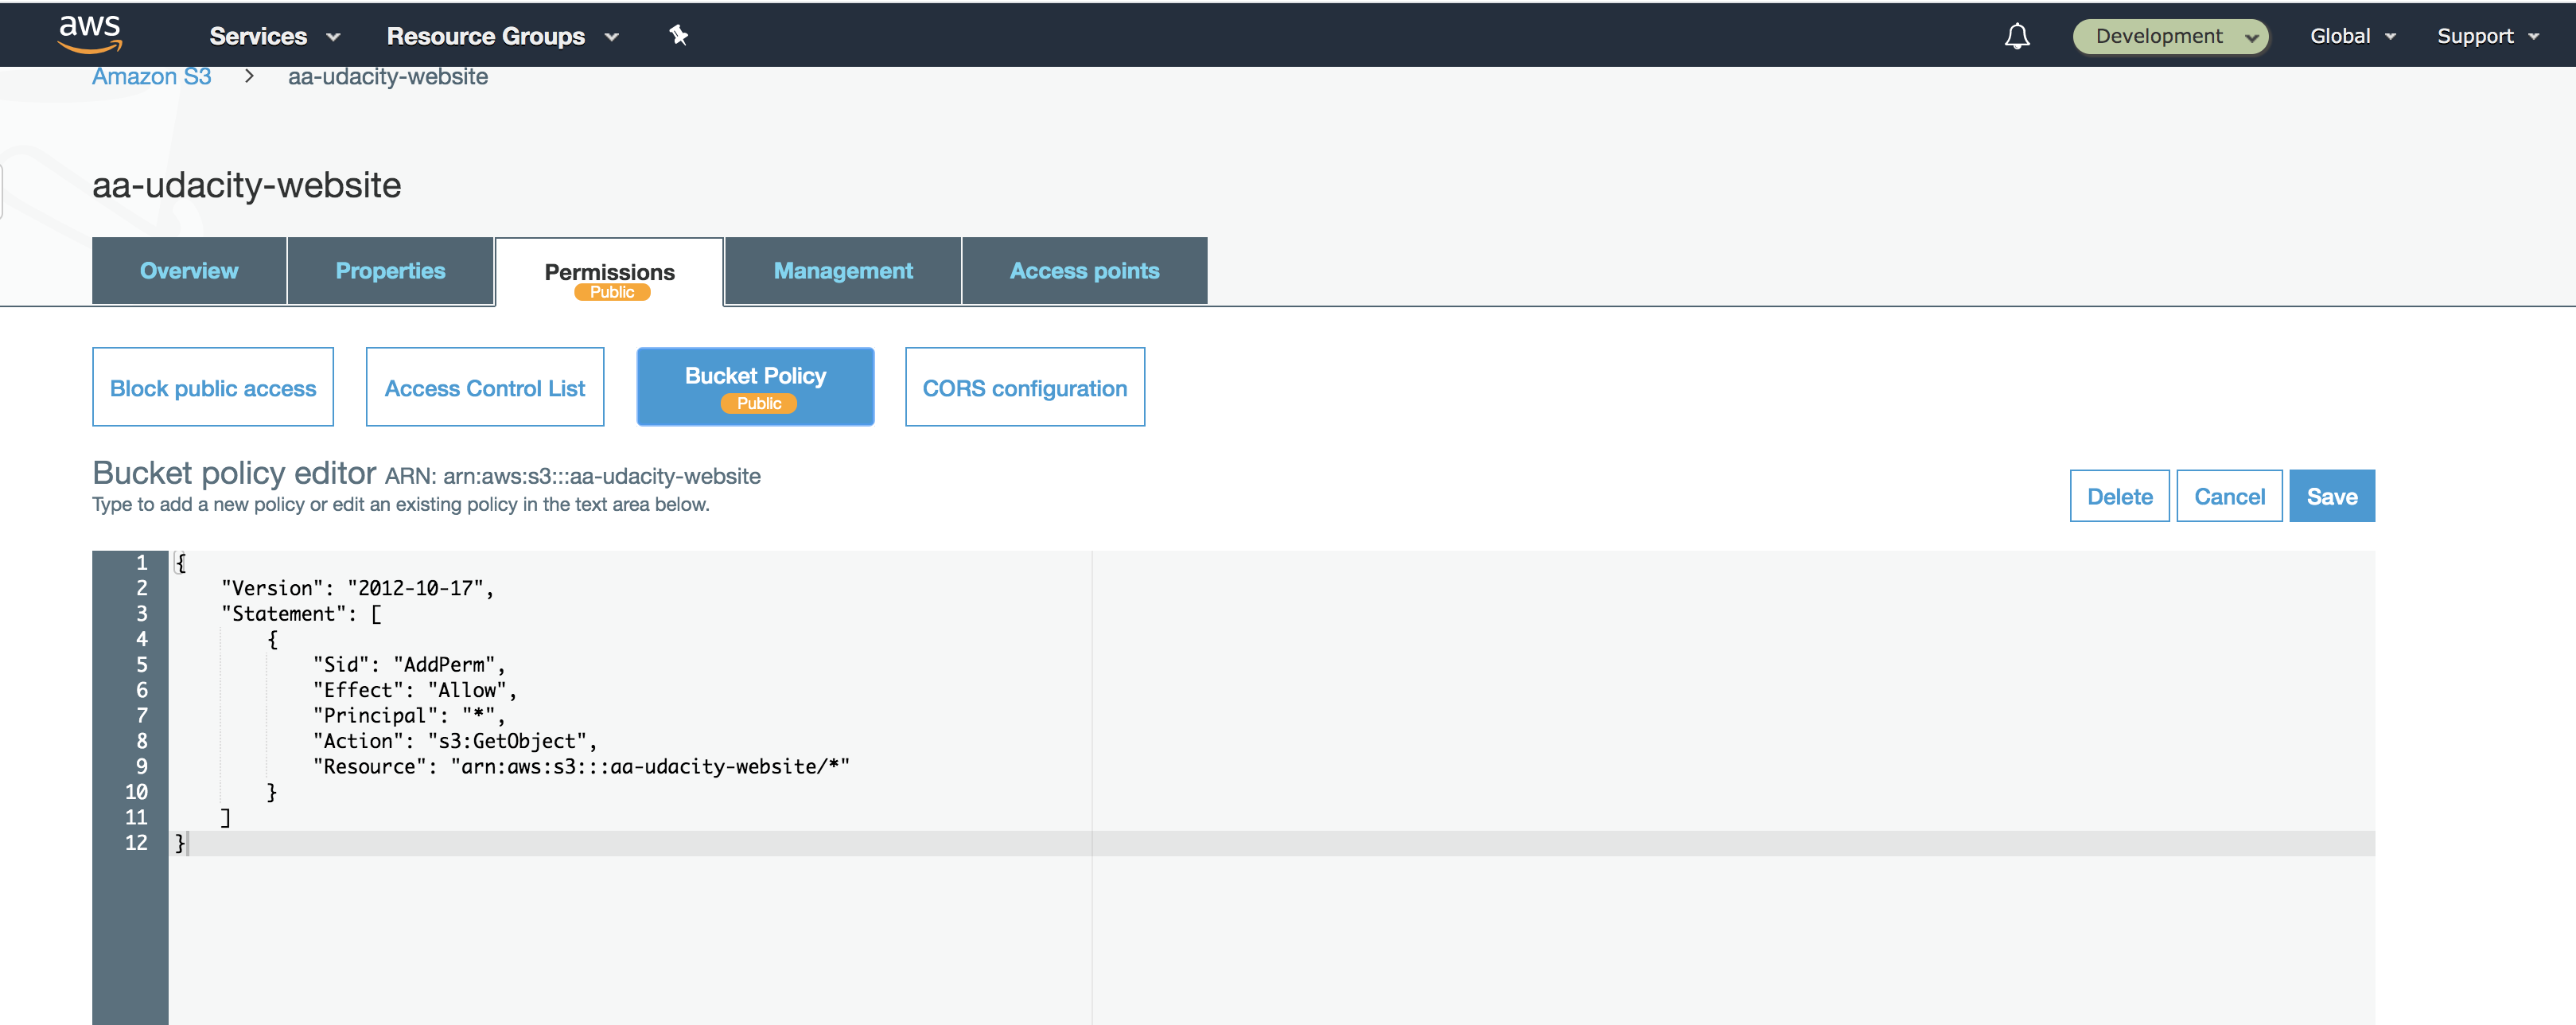 aws Services Resource Groups Development Global Support
Amazon S3 > aa-udacity-website
aa-udacity-website
Overview Properties Permissions Management Access points
Public
Block public access Access Control List Bucket Policy CORS configuration
Public
Bucket policy editor ARN: arn:aws:s3:::aa-udacity-website
Type to add a new policy or edit an existing policy in the text area below.
Delete Cancel Save
1 {
2 "Version": "2012-10-17",
3 "Statement": [
4 {
5 "Sid": "AddPerm",
6 "Effect": "Allow",
7 "Principal": "*",
8 "Action": "s3:GetObject",
9 "Resource": "arn:aws:s3:::aa-udacity-website/*"
10 }
11 ]
12 }